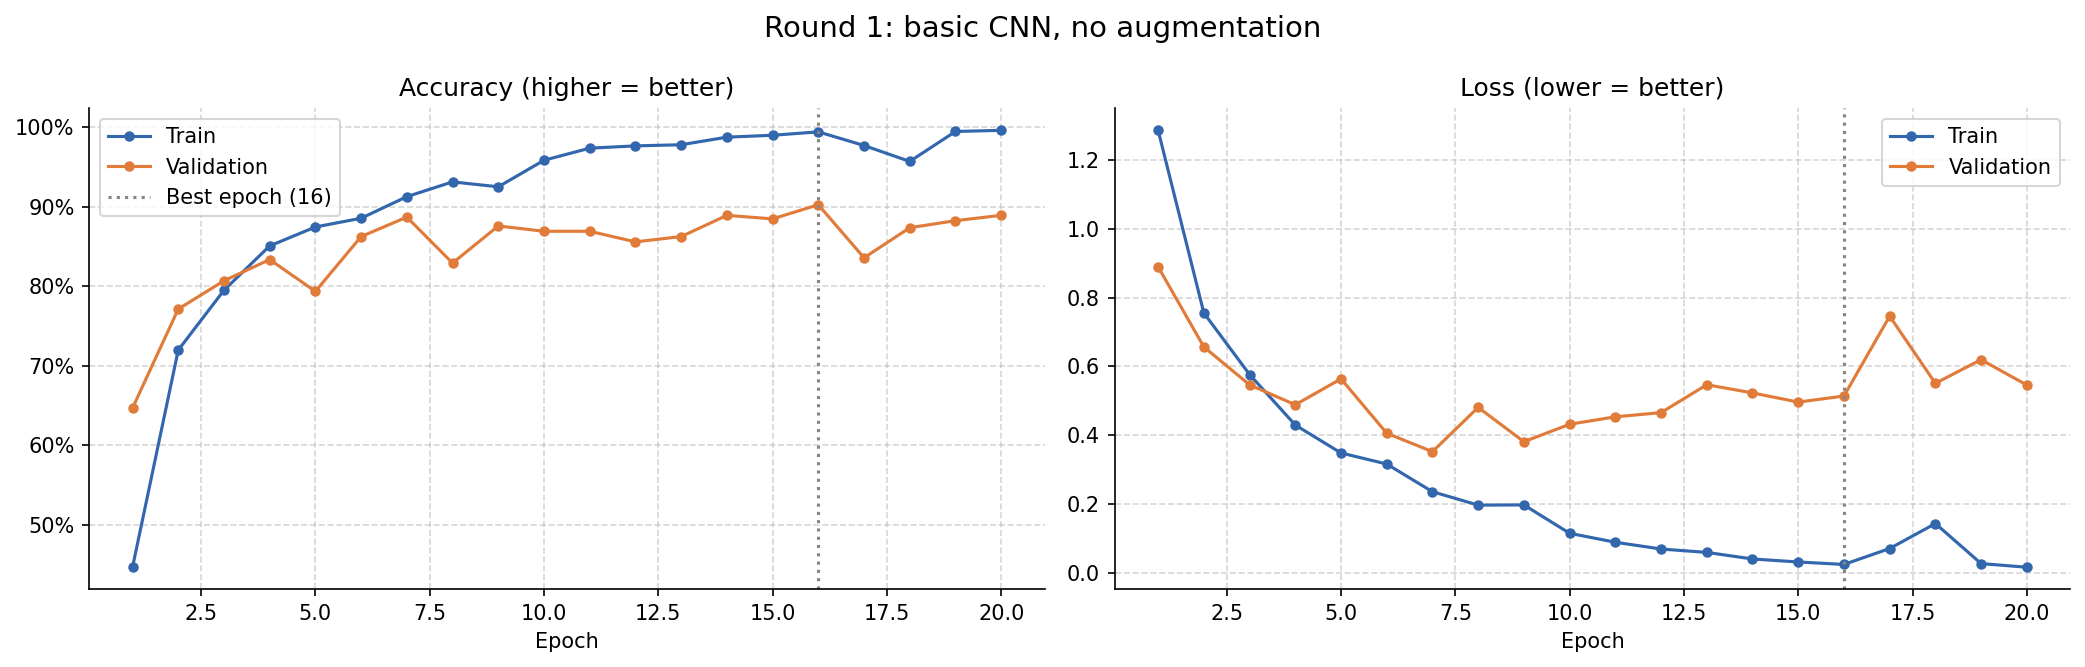 Round 1: basic CNN, no augmentation
Accuracy (higher = better)
100%
90%
80%
70%
60%
50%
Train
Validation
Best epoch (16)
2.5 5.0 7.5 10.0 12.5 15.0 17.5 20.0
Epoch
Loss (lower = better)
1.2
1.0
0.8
0.6
0.4
0.2
0.0
Train
Validation
2.5 5.0 7.5 10.0 12.5 15.0 17.5 20.0
Epoch